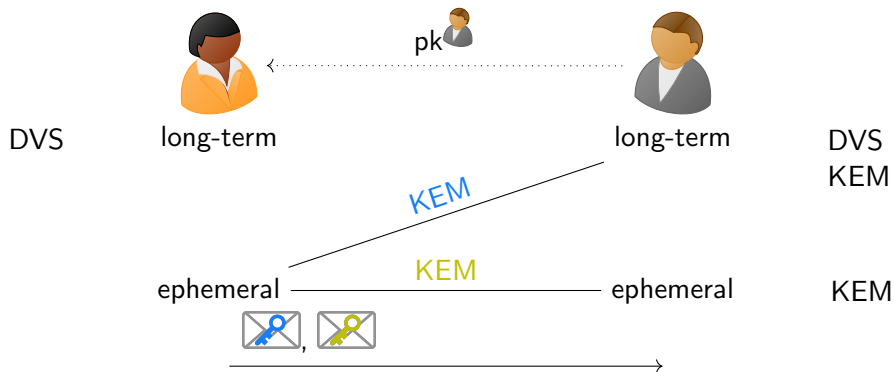 pk
DVS long-term long-term DVS
KEM
KEM
KEM
ephemeral ephemeral KEM
,